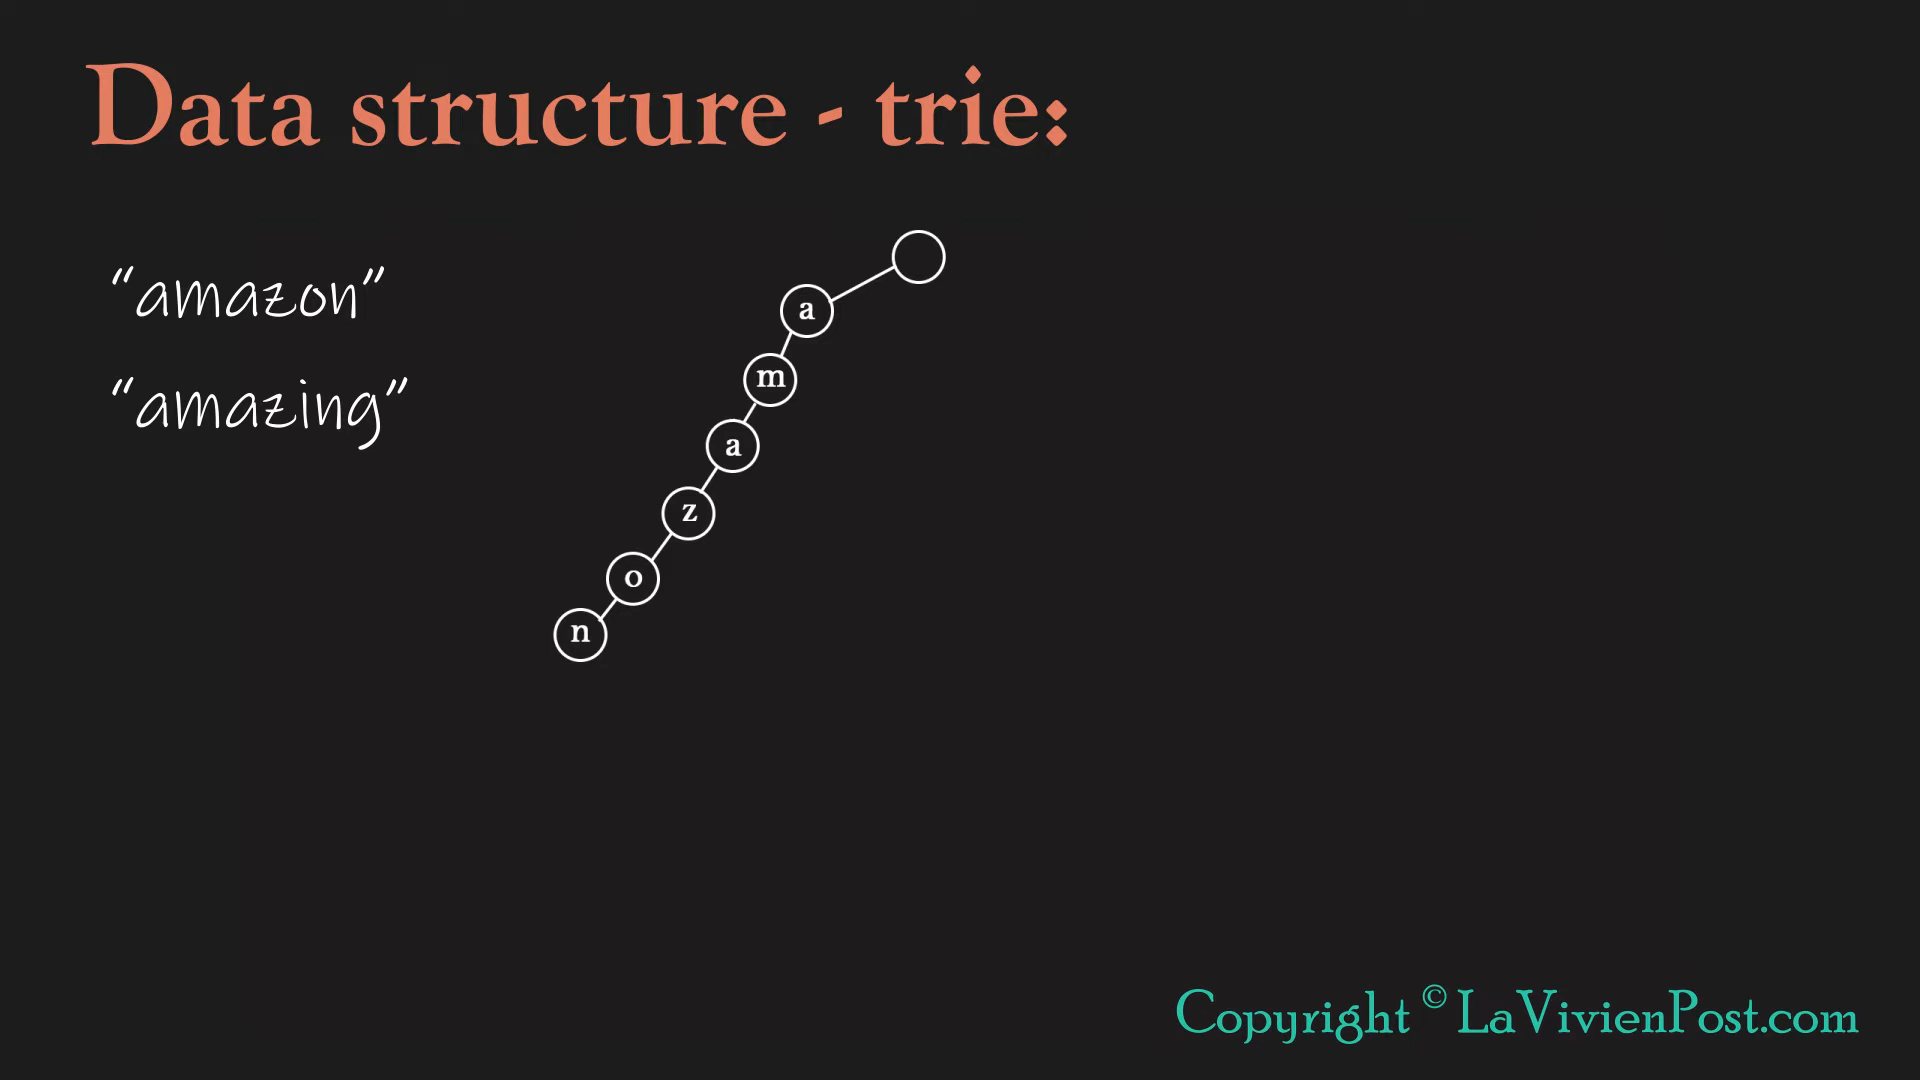 Data structure - trie:
“amazon”
“amazing”
a
m
a
z
o
n
Copyright © LaVivienPost.com